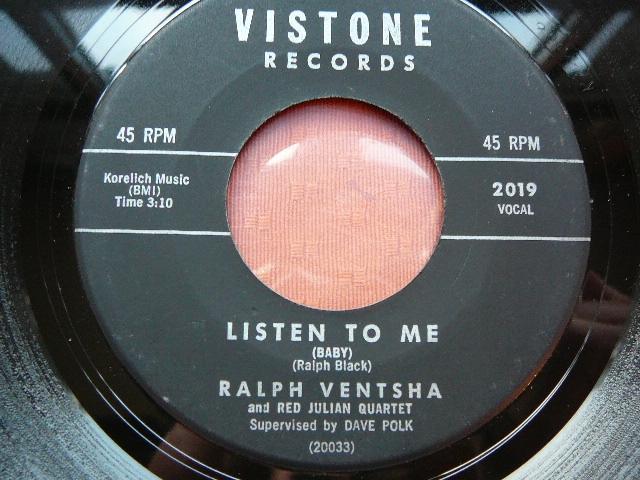 VISTONE
RECORDS
45 RPM
45 RPM
Korelich Music
(BMI)
Time 3:10
2019
VOCAL
LISTEN TO ME
(BABY)
(Ralph Black)
RALPH VENTSHA
and RED JULIAN QUARTET
Supervised by DAVE POLK
(20033)